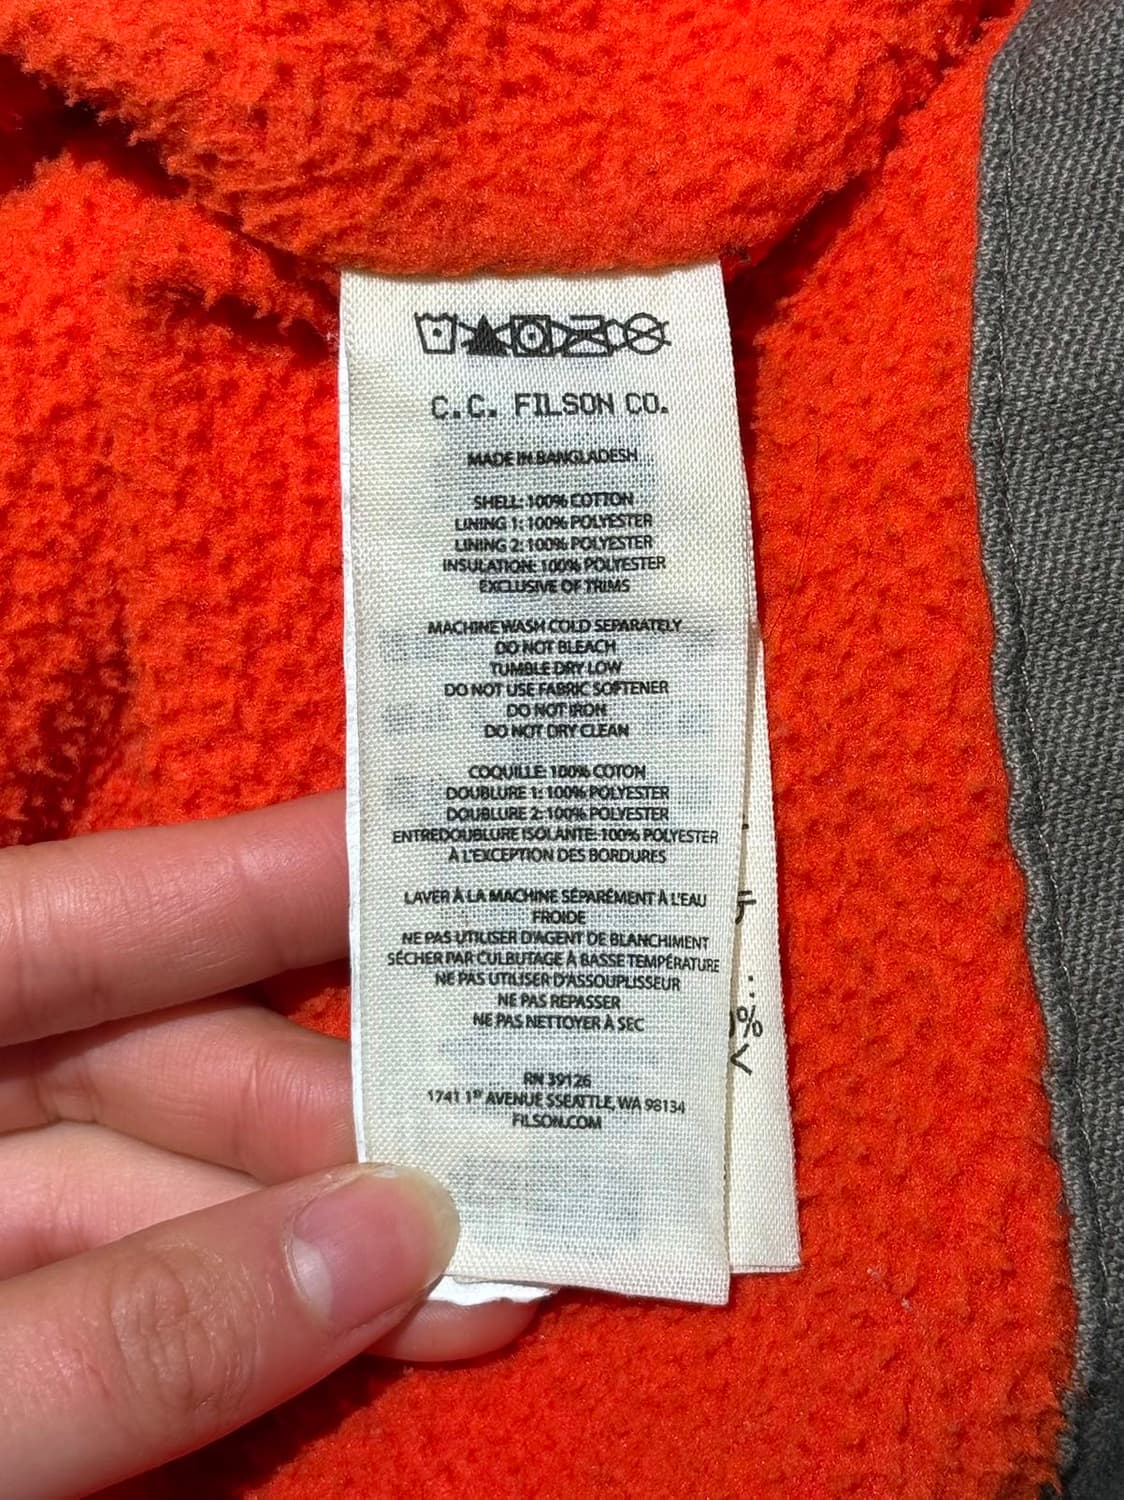 C.C. FILSON CO.
MADE IN BANGLADESH
SHELL: 100% COTTON
LINING 1: 100% POLYESTER
LINING 2: 100% POLYESTER
INSULATION: 100% POLYESTER
EXCLUSIVE OF TRIMS
MACHINE WASH COLD SEPARATELY
DO NOT BLEACH
TUMBLE DRY LOW
DO NOT USE FABRIC SOFTENER
DO NOT IRON
DO NOT DRY CLEAN
COQUILLE: 100% COTON
DOUBLURE 1: 100% POLYESTER
DOUBLURE 2: 100% POLYESTER
ENTREDOUBLURE ISOLANTE: 100% POLYESTER
À L'EXCEPTION DES BORDURES
LAVER À LA MACHINE SÉPARÉMENT À L'EAU
FROIDE
NE PAS UTILISER D'AGENT DE BLANCHIMENT
SÉCHER PAR CULBUTAGE À BASSE TEMPÉRATURE
NE PAS UTILISER D'ASSOUPLISSEUR
NE PAS REPASSER
NE PAS NETTOYER À SEC
RN 39126
1741 1ST AVENUE SSEATTLE, WA 98134
FILSON.COM